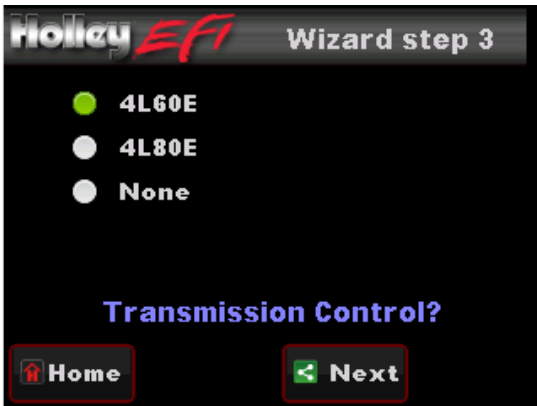 Holley EFI Wizard step 3
4L60E
4L80E
None
Transmission Control?
Home Next